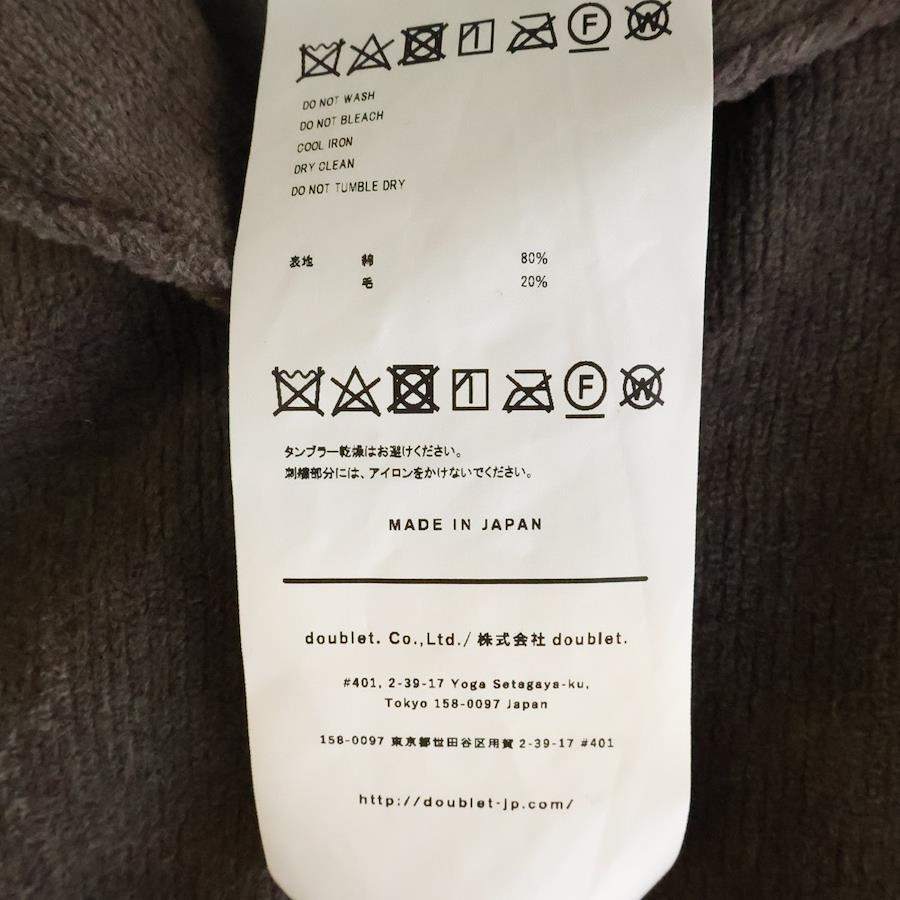 DO NOT WASH
DO NOT BLEACH
COOL IRON
DRY CLEAN
DO NOT TUMBLE DRY
表地 綿 80%
毛 20%
F W
タンブラー乾燥はお避けください。
刺繍部分には、アイロンをかけないでください。
MADE IN JAPAN
doublet. Co.,Ltd./ 株式会社 doublet.
#401, 2-39-17 Yoga Setagaya-ku,
Tokyo 158-0097 Japan
158-0097 東京都世田谷区用賀 2-39-17 #401
http://doublet-jp.com/